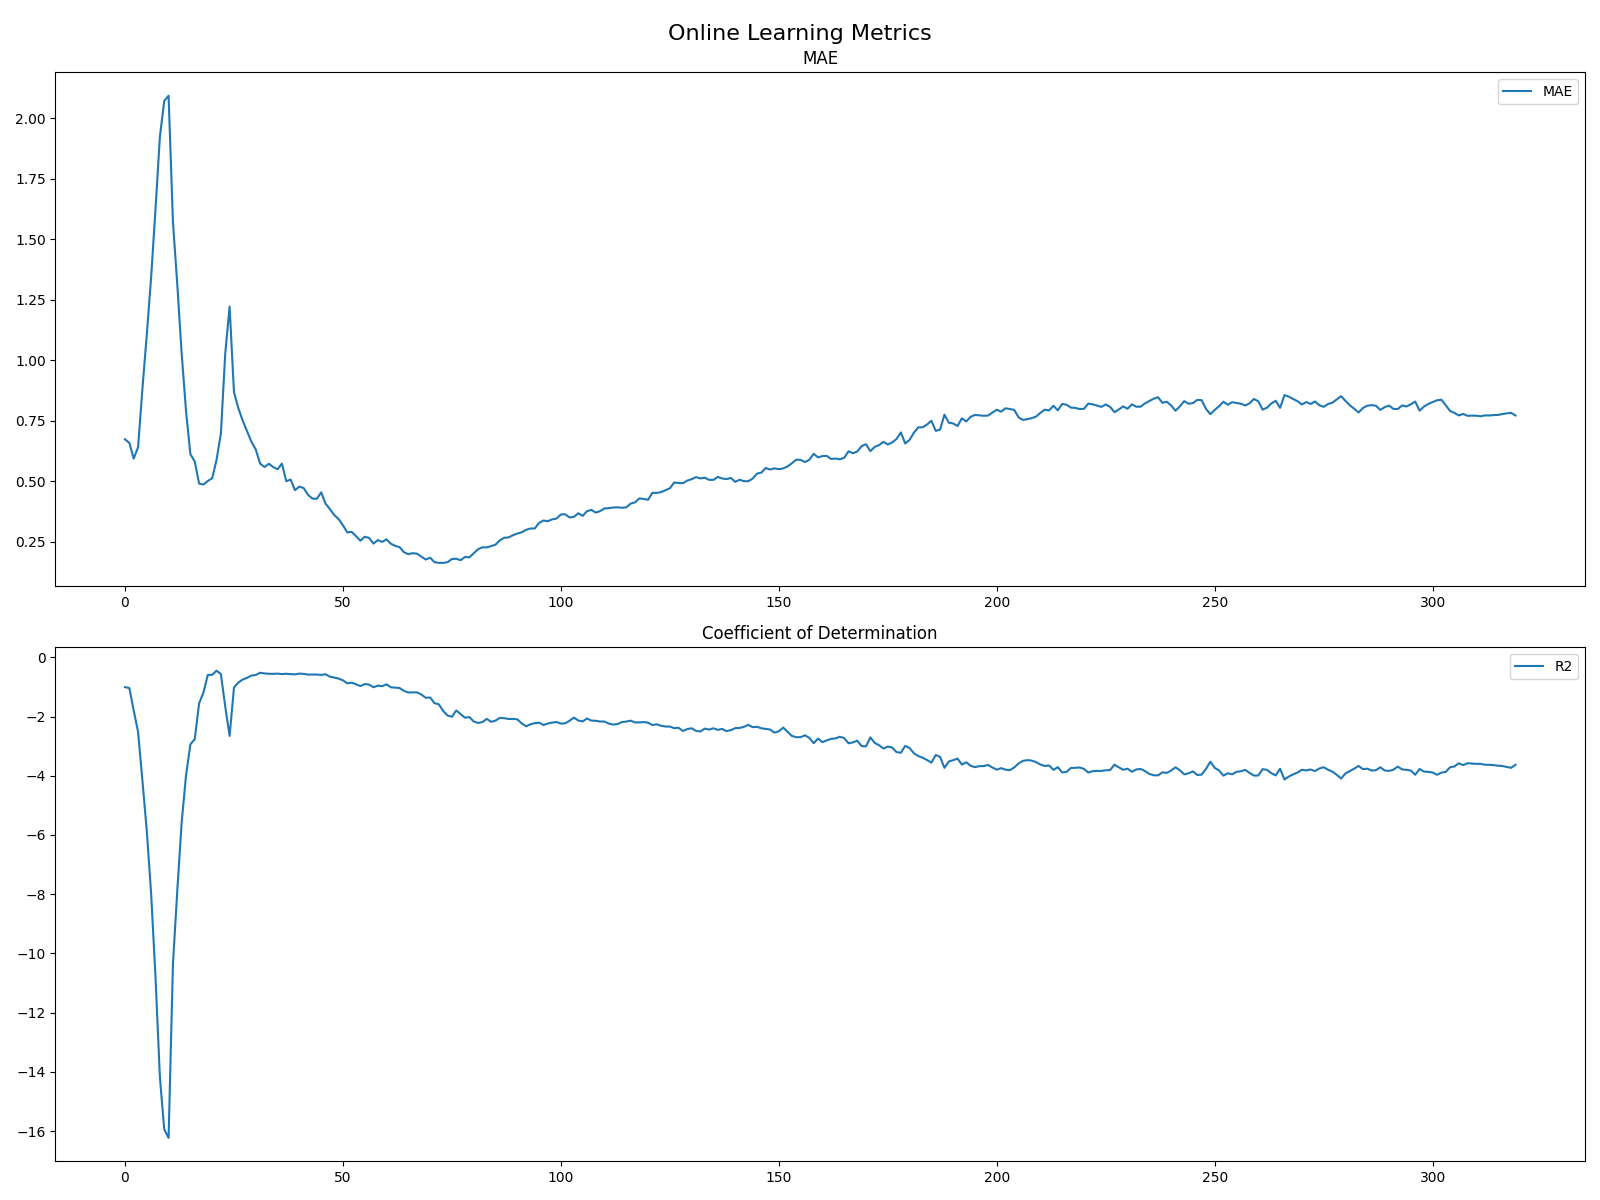 Online Learning Metrics
MAE
MAE
2.00
1.75
1.50
1.25
1.00
0.75
0.50
0.25
0 50 100 150 200 250 300
Coefficient of Determination
R2
0
−2
−4
−6
−8
−10
−12
−14
−16
0 50 100 150 200 250 300